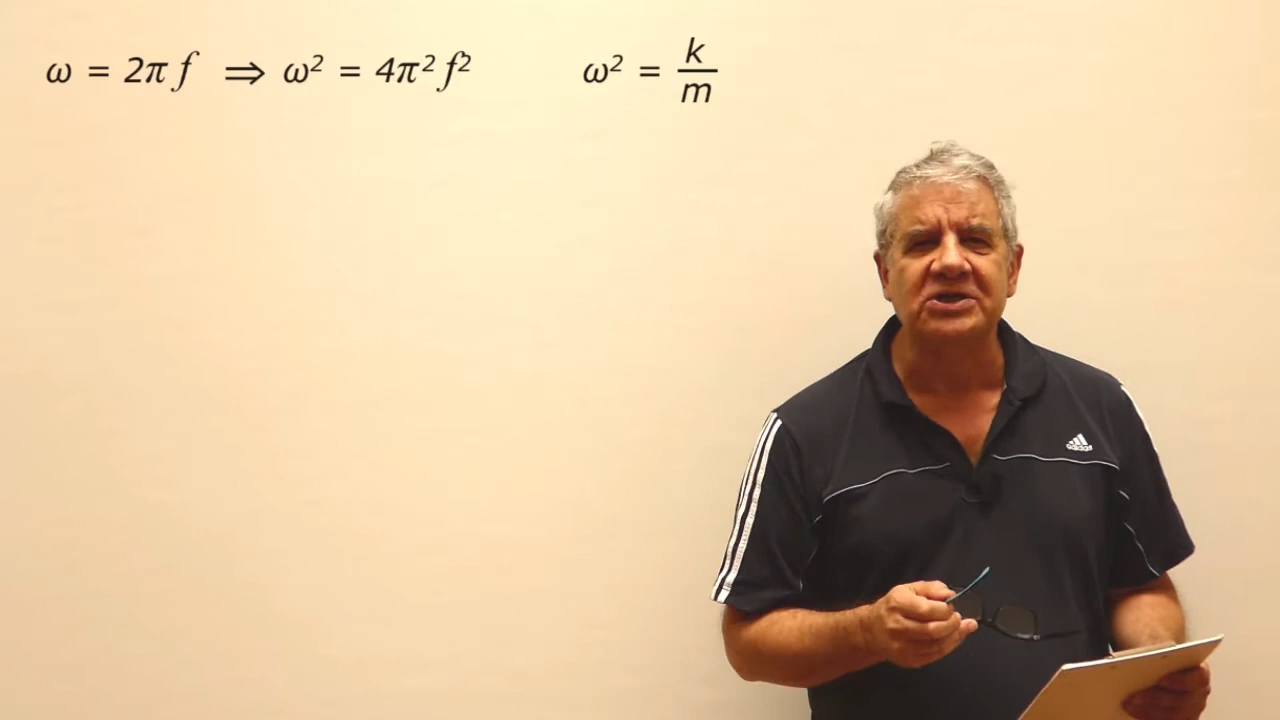 ω = 2π f ⇒ ω² = 4π² f² ω² = k/m
adidas